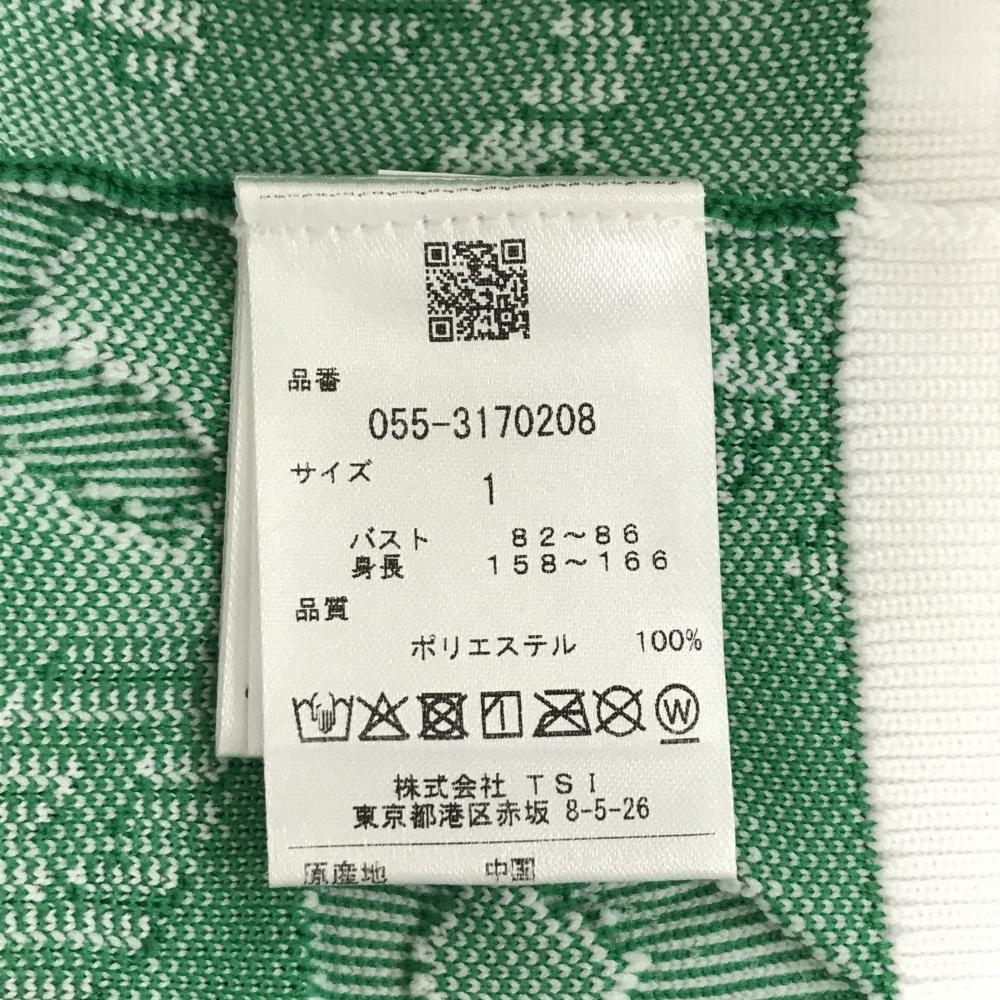 品番
055-3170208
サイズ
1
バスト 82～86
身長 158～166
品質
ポリエステル 100%
W
株式会社 TSI
東京都港区赤坂 8-5-26
原産地 中国